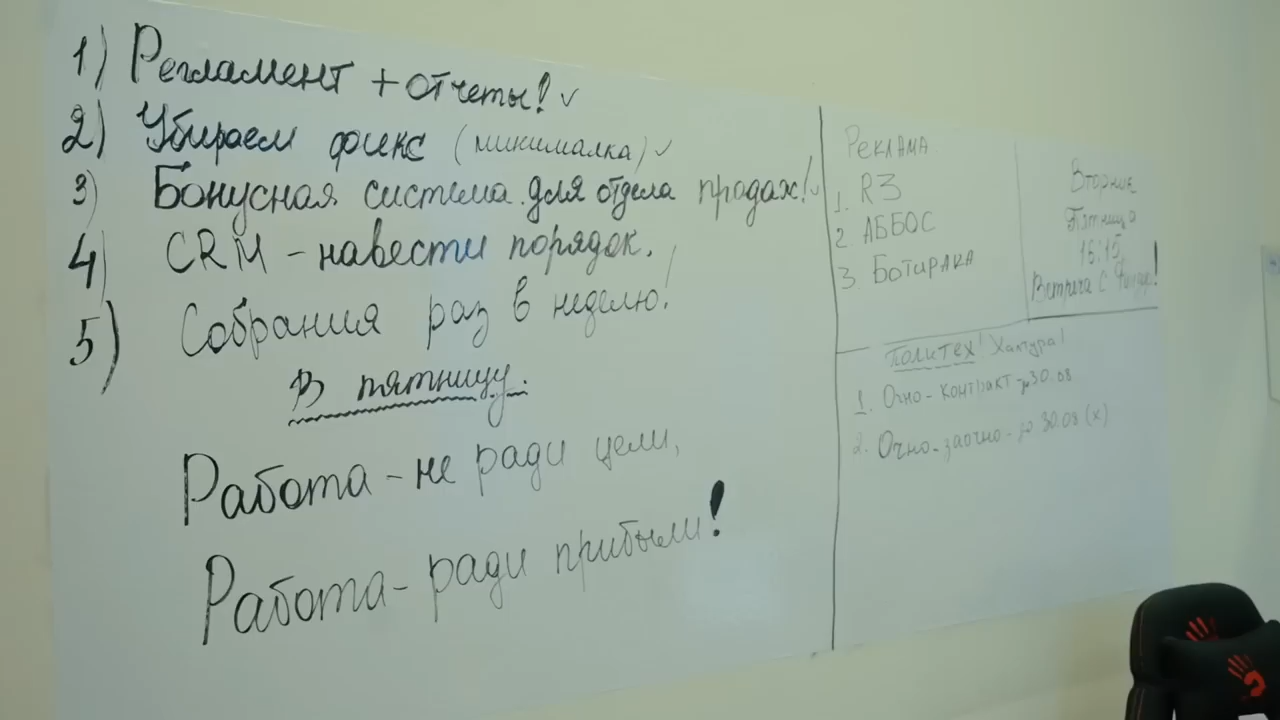 1) Регламент + отчеты! ✓
2) Убираем фикс (минималка) ✓
3) Бонусная система для отдела продаж! ✓
4) CRM - навести порядок.
5) Собрания раз в неделю!
В пятницу.
Работа - не ради цели,
Работа - ради прибыли!
Реклама
1. R3
2 АББОС
3. Ботирака
Вторник
Пятница
16:15
Встреча С
Политех!
1. Очно - контракт до 30.08
2. Очно-заочно - до 30.08 (х)